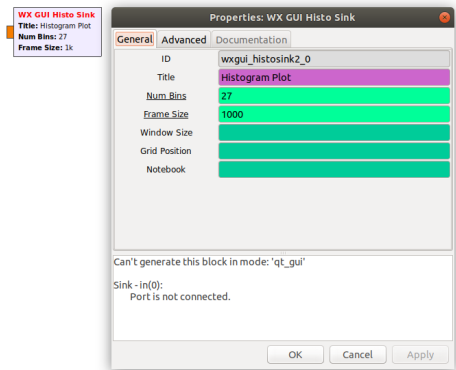 WX GUI Histo Sink
Title: Histogram Plot
Num Bins: 27
Frame Size: 1k
Properties: WX GUI Histo Sink
General Advanced Documentation
ID wxgui_histosink2_0
Title Histogram Plot
Num Bins 27
Frame Size 1000
Window Size
Grid Position
Notebook
Can't generate this block in mode: 'qt_gui'
Sink - in(0):
Port is not connected.
OK Cancel Apply